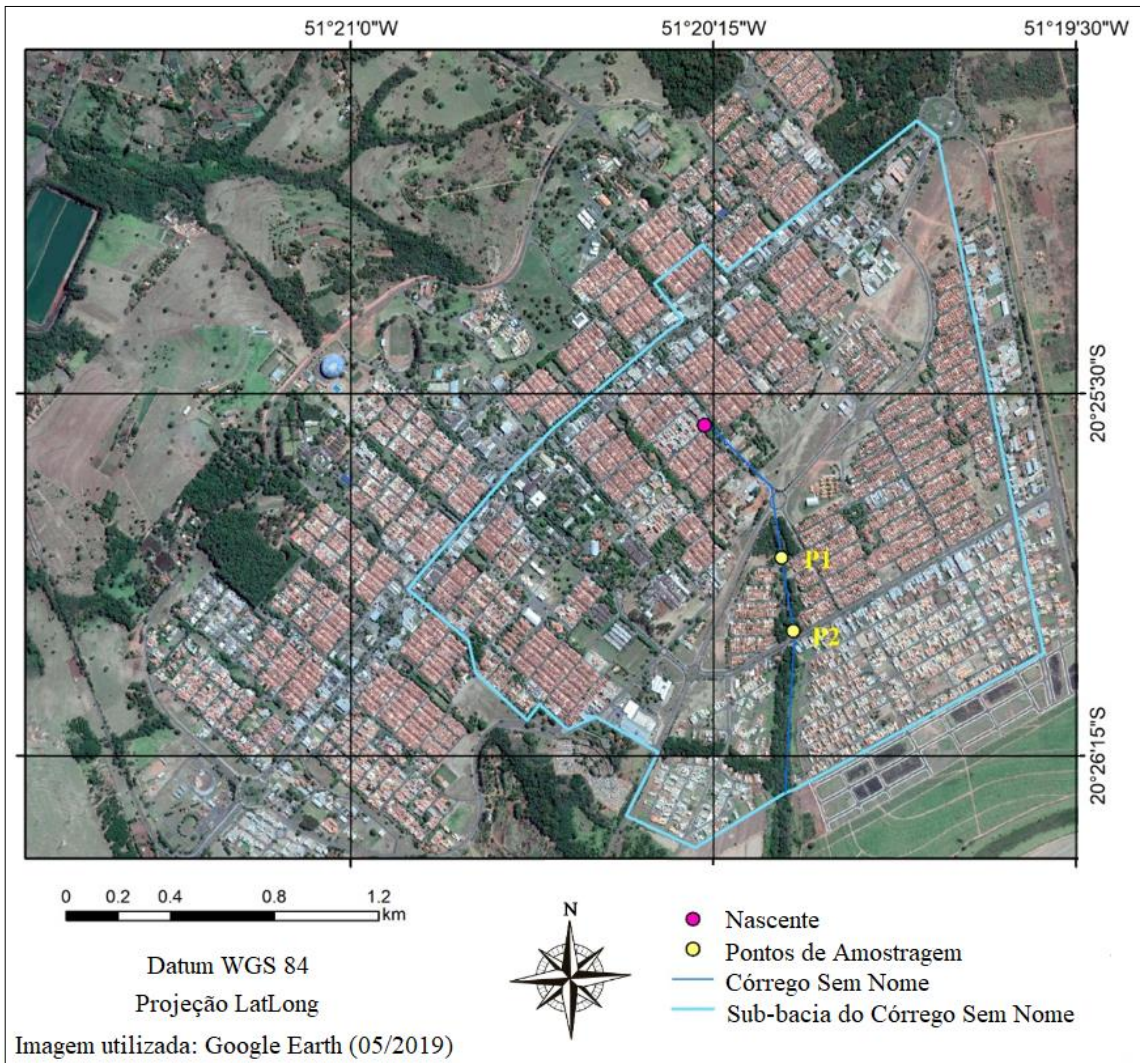 51°21'0"W
51°20'15"W
51°19'30"W
20°25'30"S
P1
P2
20°26'15"S
0 0.2 0.4 0.8 1.2
km
Datum WGS 84
Projeção LatLong
Imagem utilizada: Google Earth (05/2019)
N
Nascente
Pontos de Amostragem
Córrego Sem Nome
Sub-bacia do Córrego Sem Nome